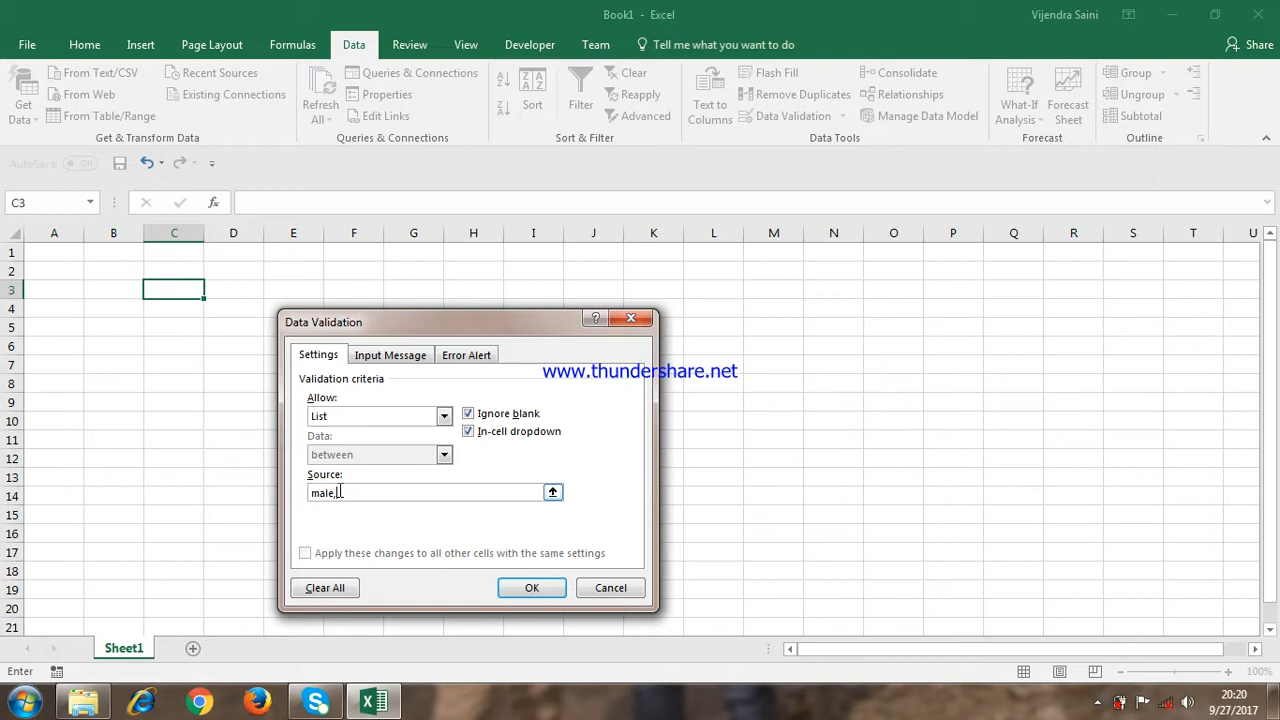 Book1 - Excel
Vijendra Saini
File Home Insert Page Layout Formulas Data Review View Developer Team Tell me what you want to do Share
Get Data
From Text/CSV
From Web
From Table/Range
Recent Sources
Existing Connections
Get & Transform Data
Refresh All
Queries & Connections
Properties
Edit Links
Queries & Connections
Sort
Filter
Clear
Reapply
Advanced
Sort & Filter
Text to Columns
Flash Fill
Remove Duplicates
Data Validation
Consolidate
Relationships
Manage Data Model
Data Tools
What-If Analysis
Forecast Sheet
Forecast
Group
Ungroup
Subtotal
Outline
AutoSave Off
C3 fx
A B C D E F G H I J K L M N O P Q R S T U
1
2
3
4
5
6
7
8
9
10
11
12
13
14
15
16
17
18
19
20
21
Data Validation
Settings Input Message Error Alert
www.thundershare.net
Validation criteria
Allow:
List
Ignore blank
In-cell dropdown
Data:
between
Source:
male,
Apply these changes to all other cells with the same settings
Clear All OK Cancel
Sheet1
Enter 100%
20:20
9/27/2017